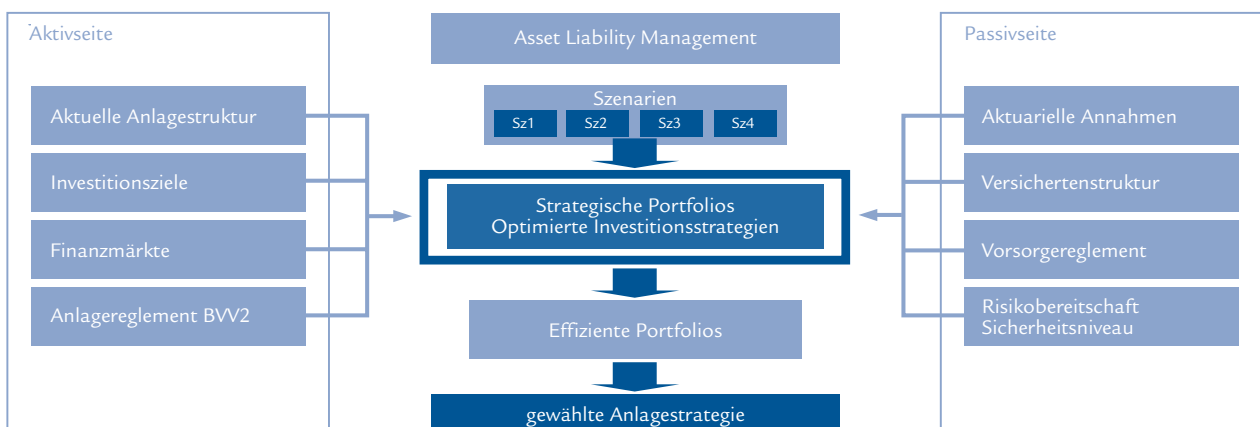 Aktivseite
Aktuelle Anlagestruktur
Investitionsziele
Finanzmärkte
Anlagereglement BVV2
Asset Liability Management
Szenarien
Sz1 Sz2 Sz3 Sz4
Strategische Portfolios
Optimierte Investitionsstrategien
Effiziente Portfolios
gewählte Anlagestrategie
Passivseite
Aktuarielle Annahmen
Versichertenstruktur
Vorsorgereglement
Risikobereitschaft
Sicherheitsniveau